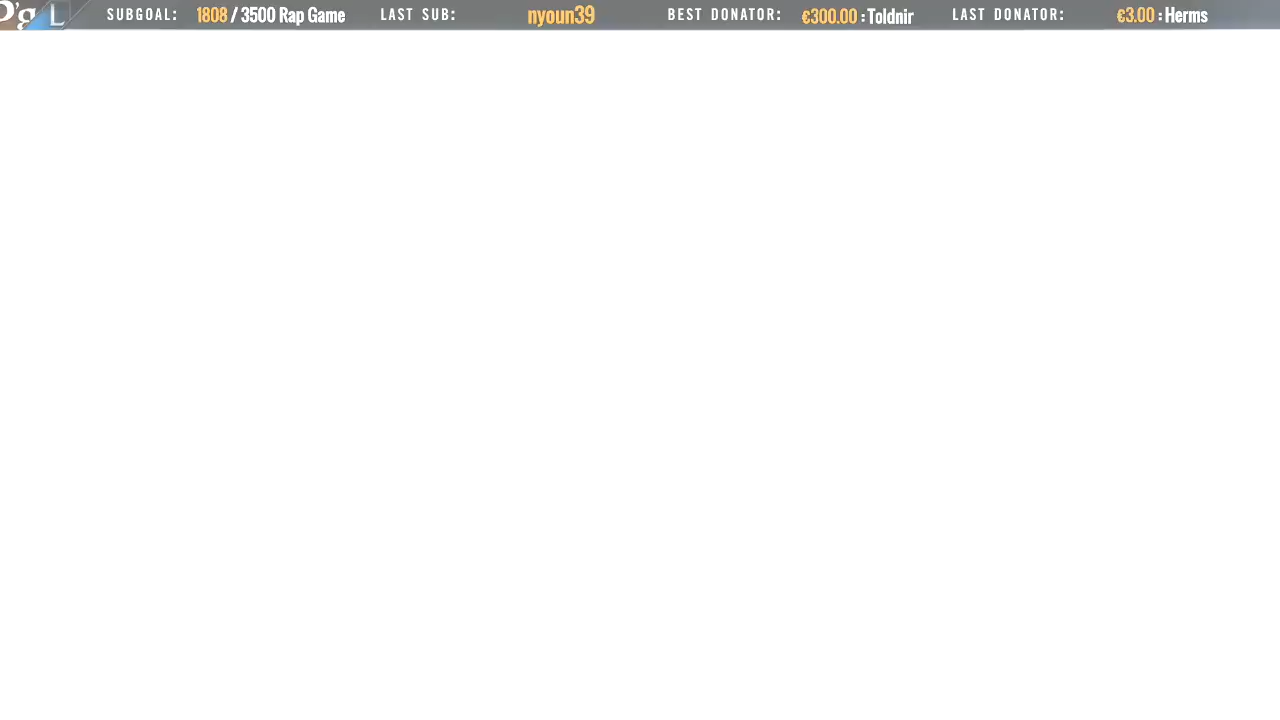 SUBGOAL: 1808 / 3500 Rap Game LAST SUB: nyoun39 BEST DONATOR: €300.00 : Toldnir LAST DONATOR: €3.00 : Herms